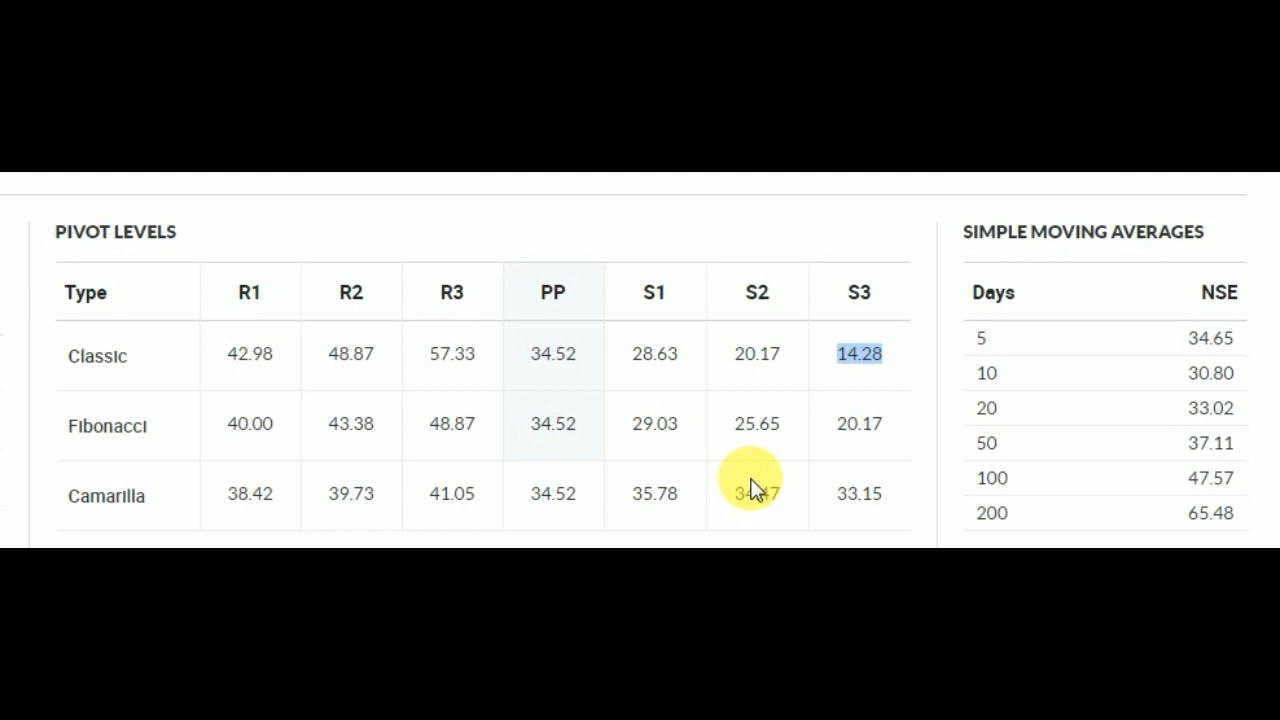 PIVOT LEVELS
Type R1 R2 R3 PP S1 S2 S3
Classic 42.98 48.87 57.33 34.52 28.63 20.17 14.28
Fibonacci 40.00 43.38 48.87 34.52 29.03 25.65 20.17
Camarilla 38.42 39.73 41.05 34.52 35.78 34.47 33.15
SIMPLE MOVING AVERAGES
Days NSE
5 34.65
10 30.80
20 33.02
50 37.11
100 47.57
200 65.48